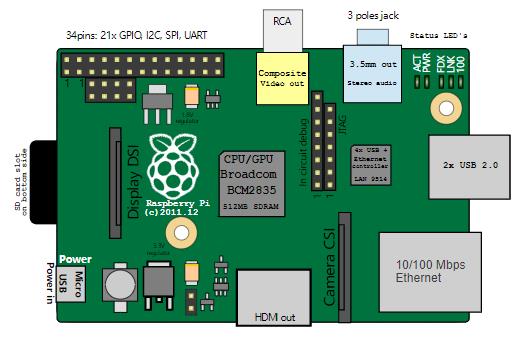 34pins: 21x GPIO, I2C, SPI, UART
RCA
3 poles jack
Status LED's
Composite
Video out
3.5mm out
Stereo audio
ACT
PWR
FDX
LNK
100
1
1
1.8V
regulator
In circuit debug
JTAG
1
1
SD card slot
on bottom side
Display DSI
Raspberry Pi
(c)2011.12
CPU/GPU
Broadcom
BCM2835
512MB SDRAM
4x USB +
Ethernet
controller
LAN 9514
2x USB 2.0
Power
Micro
USB
Power in
3.3V
regulator
HDMI out
Camera CSI
10/100 Mbps
Ethernet